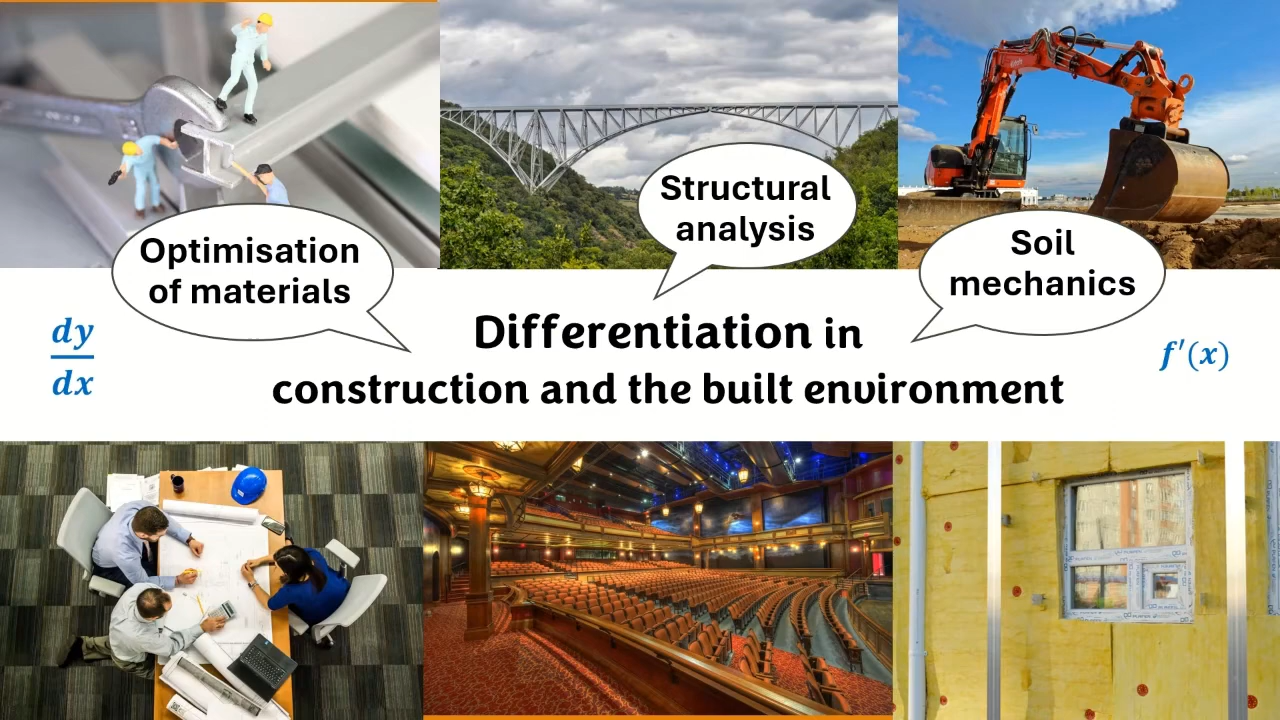 Optimisation
of materials
Structural
analysis
Soil
mechanics
dy
dx
Differentiation in
construction and the built environment
f'(x)